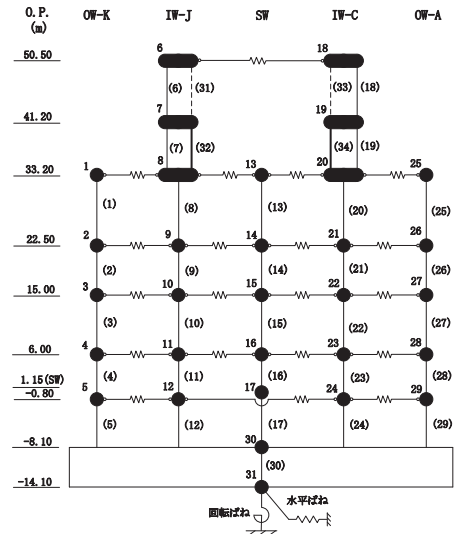 O.P. OW-K IW-J SW IW-C OW-A
(m)
50.50 6 18
(6) (31) (33) (18)
41.20 7 19
(7) (32) (34) (19)
33.20 1 8 13 20 25
(1) (8) (13) (20) (25)
22.50 2 9 14 21 26
(2) (9) (14) (21) (26)
15.00 3 10 15 22 27
(3) (10) (15) (22) (27)
6.00 4 11 16 23 28
(4) (11) (16) (23) (28)
1.15(SW) 17
-0.80 5 12 24 29
(5) (12) (17) (24) (29)
-8.10 30
(30)
-14.10 31
回転ばね 水平ばね